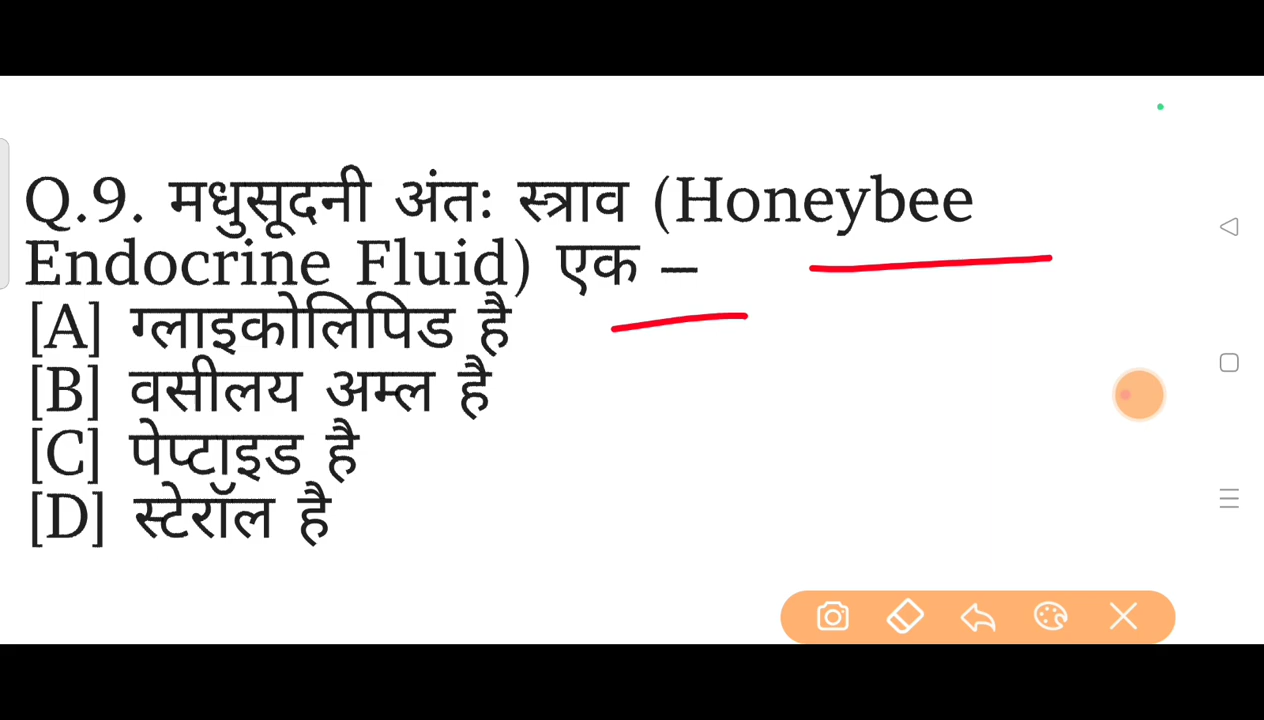 Q.9. मधुसूदनी अंतः स्त्राव (Honeybee
Endocrine Fluid) एक –
[A] ग्लाइकोलिपिड है
[B] वसीलय अम्ल है
[C] पेप्टाइड है
[D] स्टेरॉल है